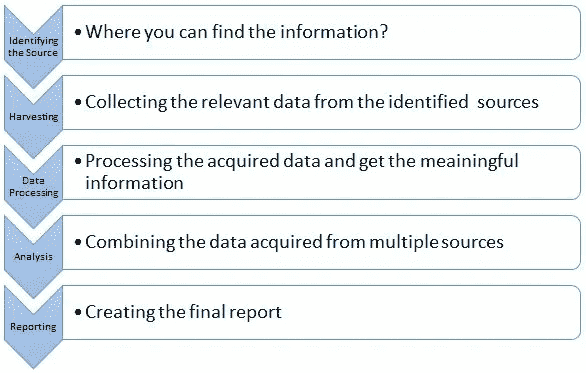 Identifying
the Source
• Where you can find the information?
Harvesting
• Collecting the relevant data from the identified sources
Data
Processing
• Processing the acquired data and get the meainingful
information
Analysis
• Combining the data acquired from multiple sources
Reporting
• Creating the final report